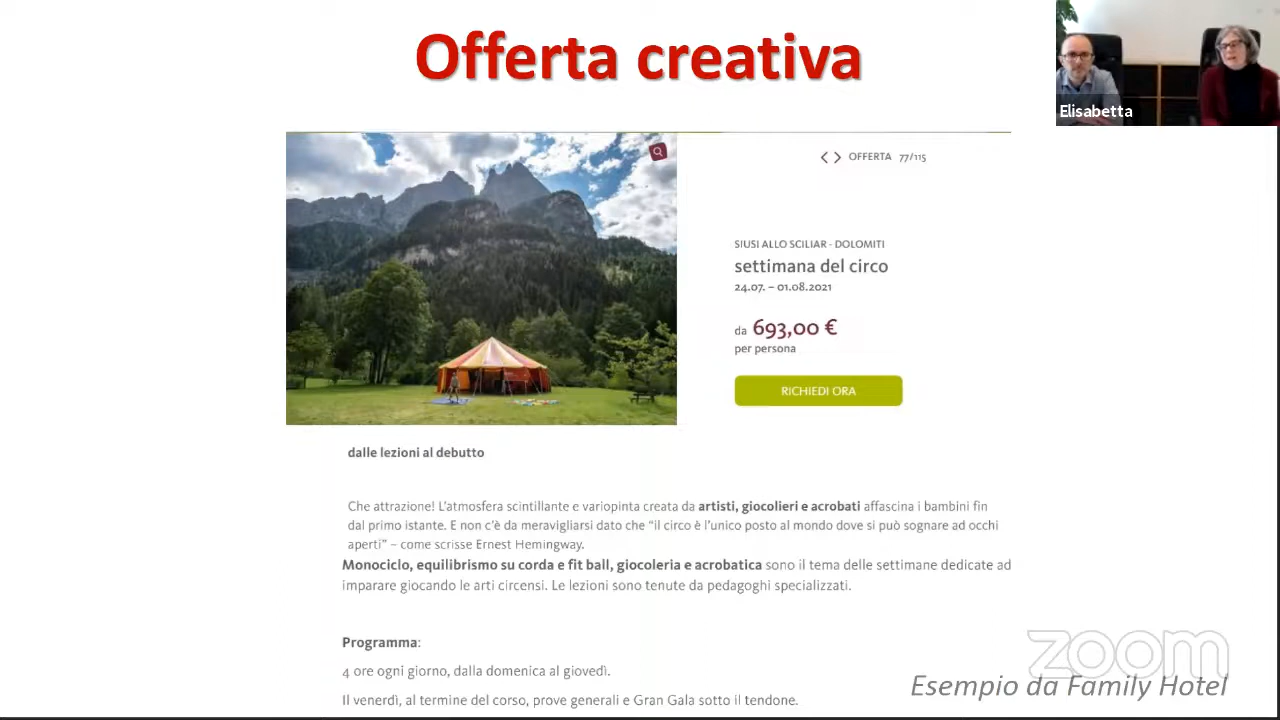 Offerta creativa
Elisabetta
OFFERTA 77/115
SIUSI ALLO SCILIAR - DOLOMITI
settimana del circo
24.07. – 01.08.2021
da 693,00 €
per persona
RICHIEDI ORA
dalle lezioni al debutto
Che attrazione! L'atmosfera scintillante e variopinta creata da artisti, giocolieri e acrobati affascina i bambini fin
dal primo istante. E non c'è da meravigliarsi dato che “il circo è l'unico posto al mondo dove si può sognare ad occhi
aperti” – come scrisse Ernest Hemingway.
Monociclo, equilibrismo su corda e fit ball, giocoleria e acrobatica sono il tema delle settimane dedicate ad
imparare giocando le arti circensi. Le lezioni sono tenute da pedagoghi specializzati.
Programma:
4 ore ogni giorno, dalla domenica al giovedì.
Il venerdì, al termine del corso, prove generali e Gran Gala sotto il tendone.
zoom
Esempio da Family Hotel